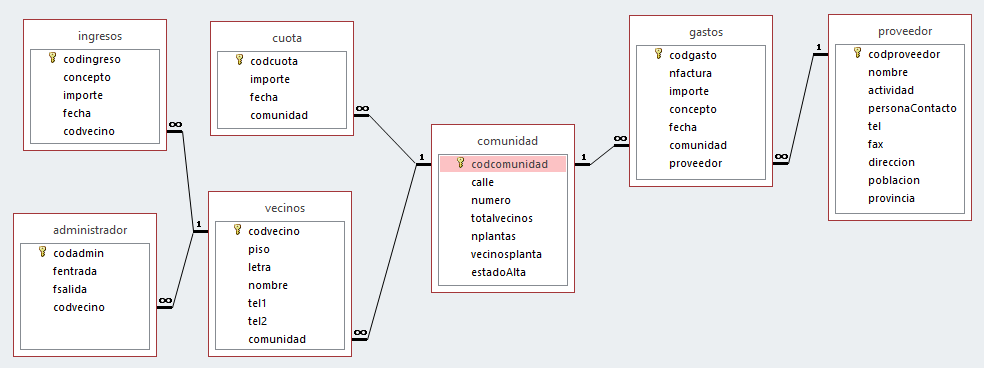 ingresos
codingreso
concepto
importe
fecha
codvecino
cuota
codcuota
importe
fecha
comunidad
administrador
codadmin
fentrada
fsalida
codvecino
vecinos
codvecino
piso
letra
nombre
tel1
tel2
comunidad
comunidad
codcomunidad
calle
numero
totalvecinos
nplantas
vecinosplanta
estadoAlta
gastos
codgasto
nfactura
importe
concepto
fecha
comunidad
proveedor
proveedor
codproveedor
nombre
actividad
personaContacto
tel
fax
direccion
poblacion
provincia
∞
1
∞
∞
1
∞
1
∞
∞
1